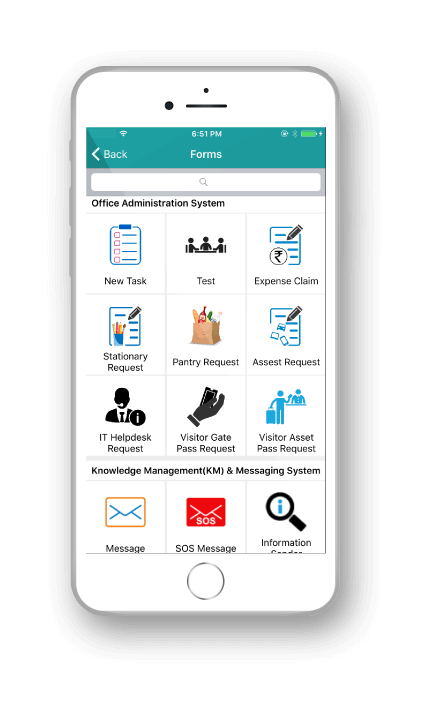 6:51 PM
Back
Forms
Office Administration System
New Task
Test
Expense Claim
Stationary
Request
Pantry Request
Assest Request
IT Helpdesk
Request
Visitor Gate
Pass Request
Visitor Asset
Pass Request
Knowledge Management(KM) & Messaging System
SOS
Message
SOS Message
Information